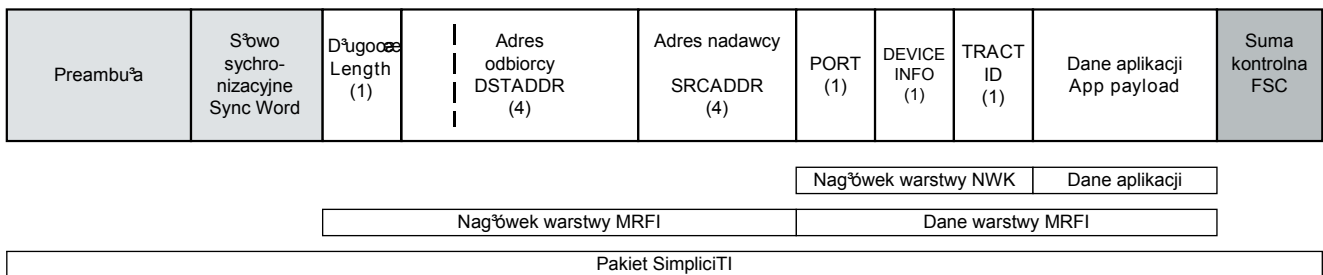 Preambu³a
S³owo
sychro-
nizacyjne
Sync Word
D³ugoœæ
Length
(1)
Adres
odbiorcy
DSTADDR
(4)
Adres nadawcy
SRCADDR
(4)
PORT
(1)
DEVICE
INFO
(1)
TRACT
ID
(1)
Dane aplikacji
App payload
Suma
kontrolna
FSC
Nag³ówek warstwy NWK
Dane aplikacji
Nag³ówek warstwy MRFI
Dane warstwy MRFI
Pakiet SimpliciTI